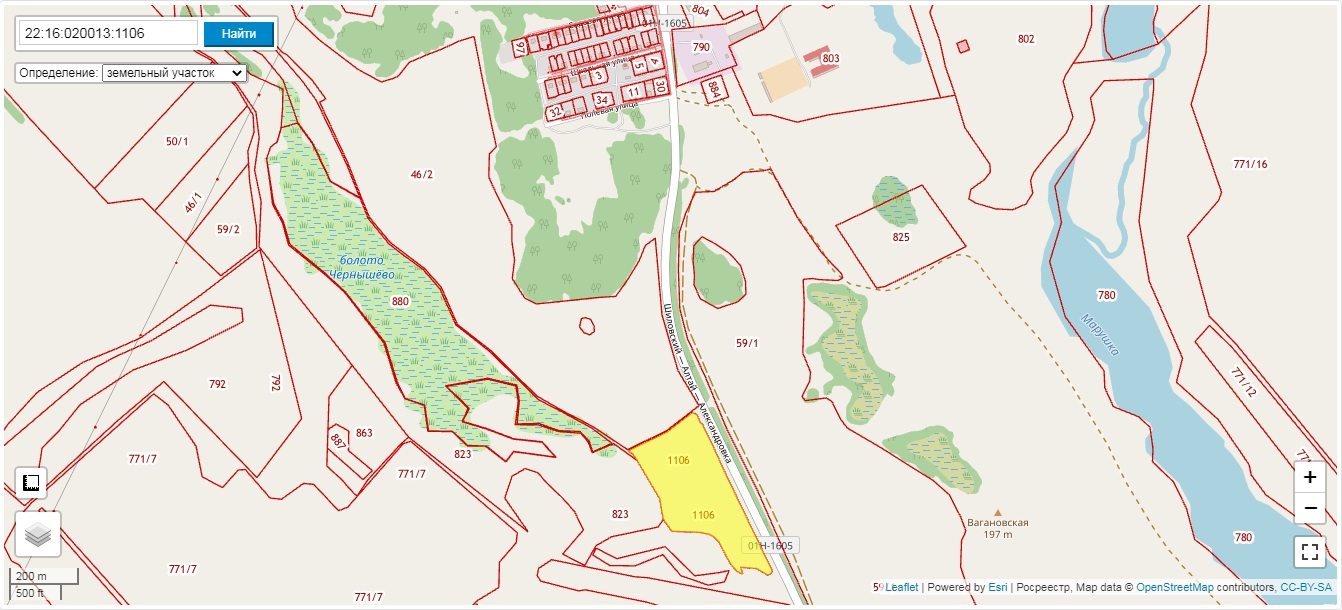 22:16:020013:1106
Найти
Определение:
земельный участок
01Н-1605
804
97
790
802
803
Школьная улица
3
5
4
30
11
34
32
884
Полевая улица
50/1
46/2
46/1
59/2
771/16
825
болото
Чернышёво
880
780
Марушка
Шиловский — Алтай — Александровка
59/1
792
792
771/12
863
887
823
771/7
771/7
1106
1106
823
Вагановская
197 m
01Н-1605
780
771/7
771/7
+
−
200 m
500 ft
Leaflet | Powered by Esri | Росреестр, Map data © OpenStreetMap contributors, CC-BY-SA